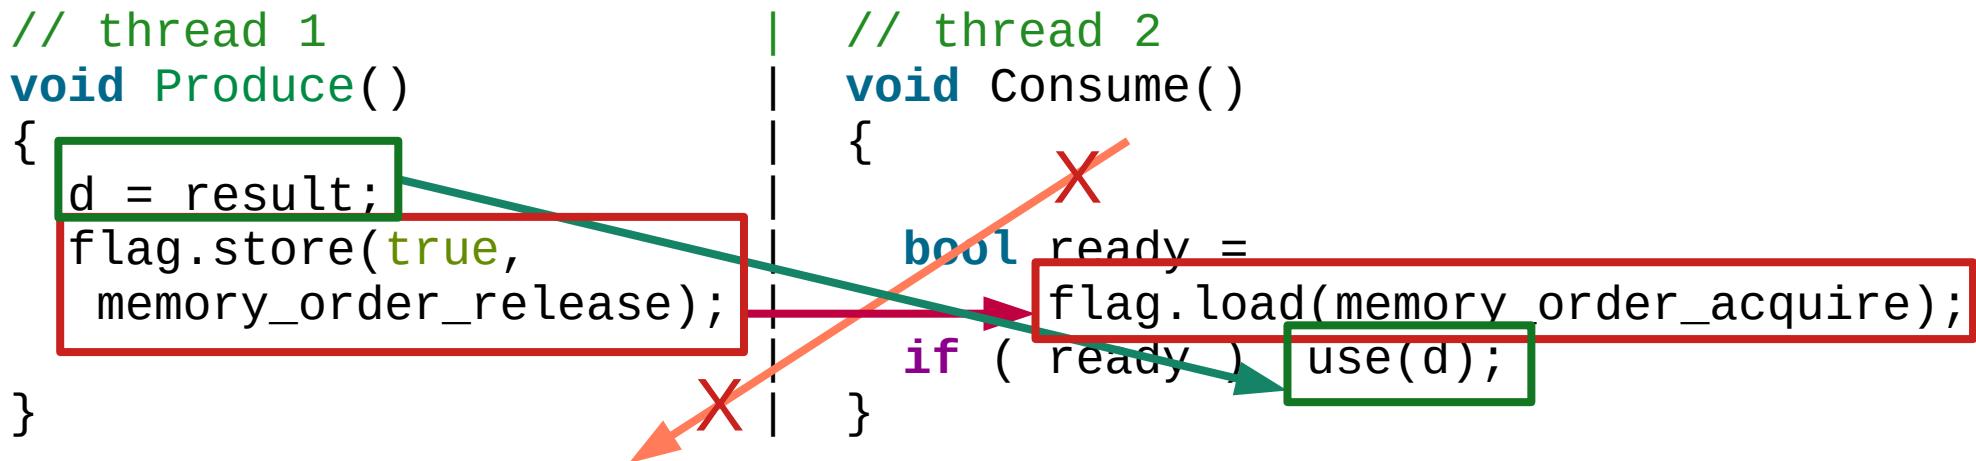 // thread 1 | // thread 2
void Produce() | void Consume()
{ | {
d = result; |
flag.store(true, | bool ready =
memory_order_release); | flag.load(memory_order_acquire);
| if ( ready ) use(d);
} | }
X
X